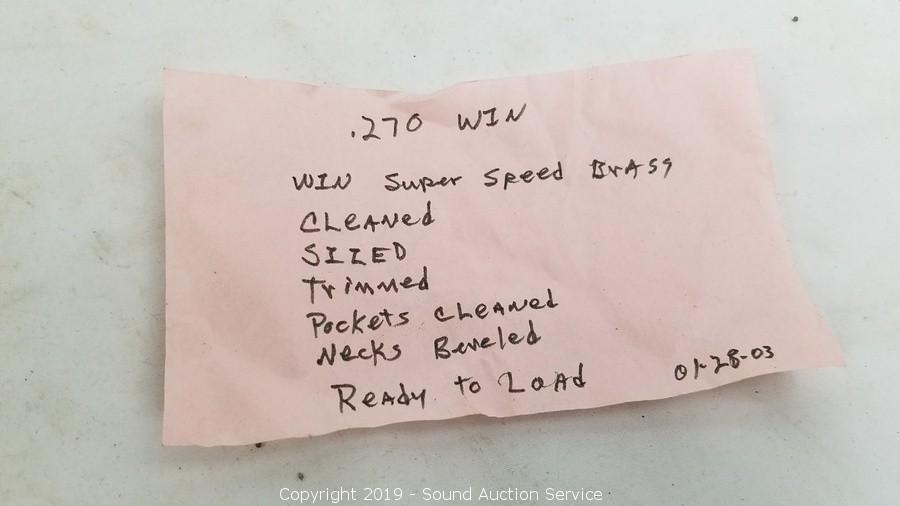 .270 WIN
WIN Super Speed BrASS
CLeANed
SIZED
Trimmed
Pockets CLeANed
Necks Beveled
Ready to LoAd
01-28-03
Copyright 2019 - Sound Auction Service